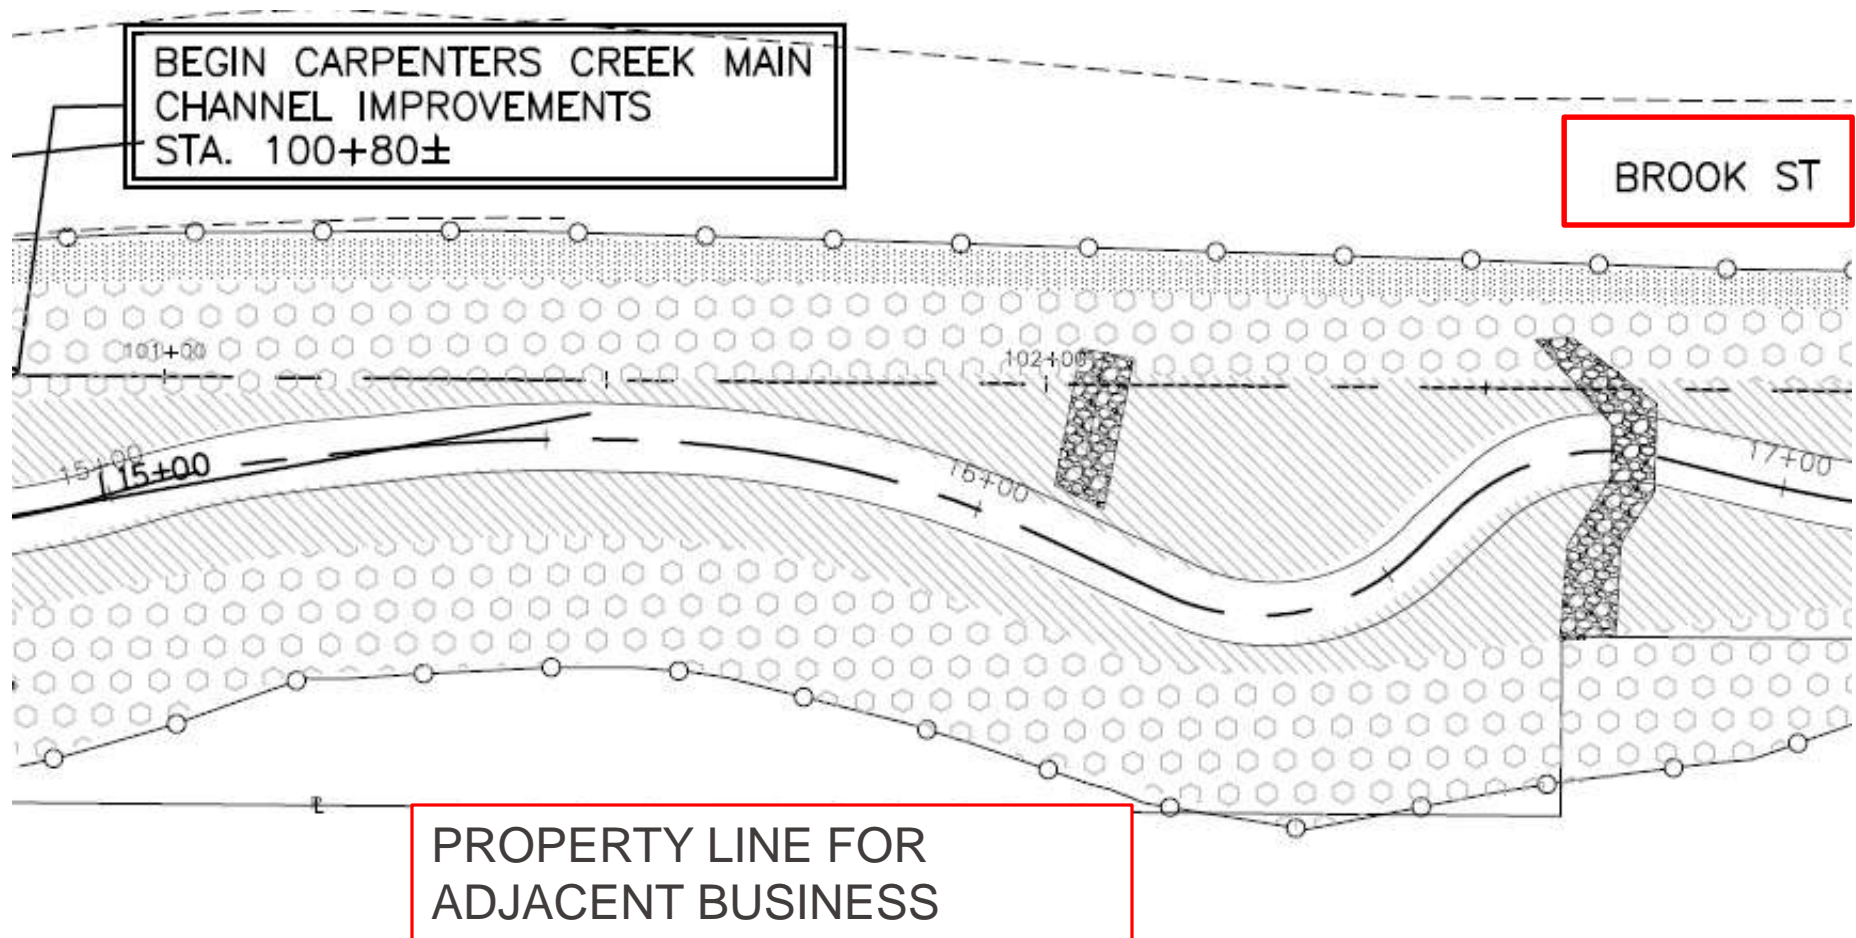 BEGIN CARPENTERS CREEK MAIN
CHANNEL IMPROVEMENTS
STA. 100+80±
BROOK ST
101+00
102+00
15+00
15+00
16+00
17+00
PROPERTY LINE FOR
ADJACENT BUSINESS